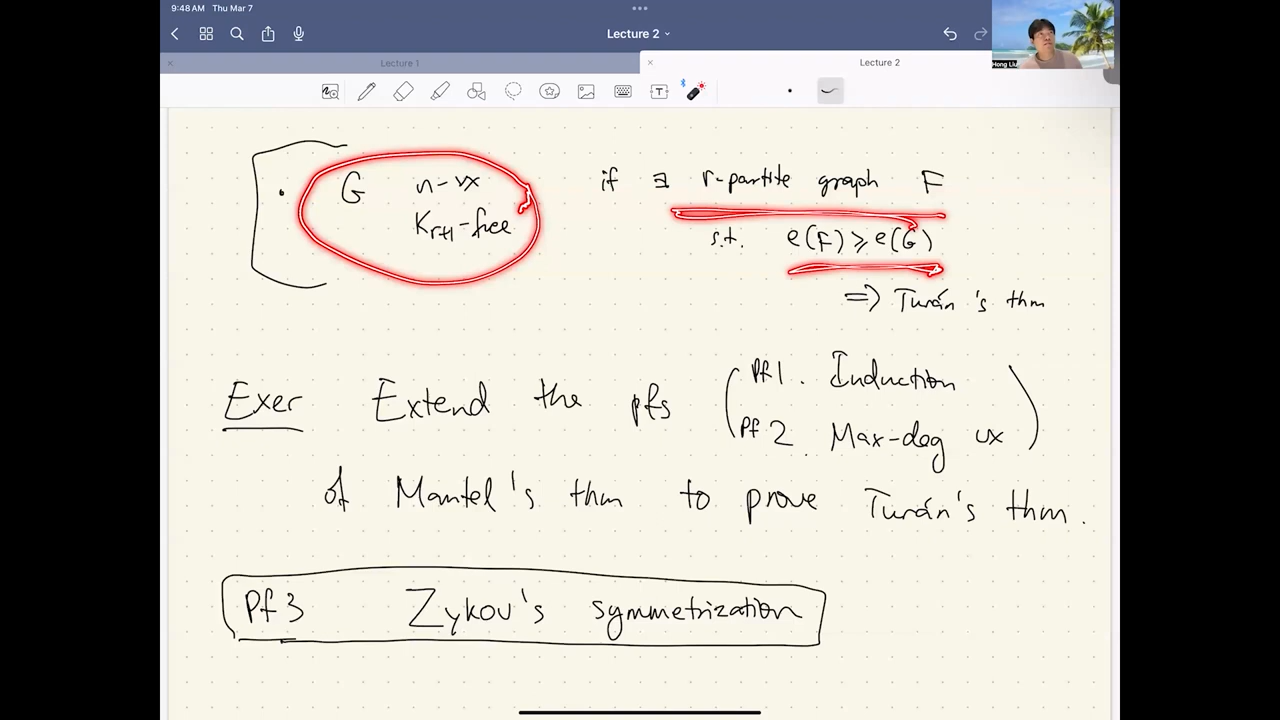 9:48 AM Thu Mar 7
Lecture 2
Hong Liu
Lecture 1
Lecture 2
G n-vx if ∃ r-partite graph F
K_{r+1}-free s.t. e(F) ≥ e(G)
⇒ Turán's thm
Exer Extend the pfs (Pf 1. Induction
Pf 2. Max-deg vx)
of Mantel's thm to prove Turán's thm.
Pf 3 Zykov's symmetrization